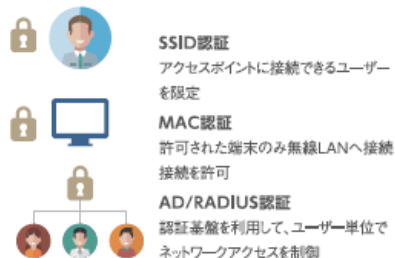 SSID認証
アクセスポイントに接続できるユーザー
を限定
MAC認証
許可された端末のみ無線LANへ接続
接続を許可
AD/RADIUS認証
認証基盤を利用して、ユーザー単位で
ネットワークアクセスを制御